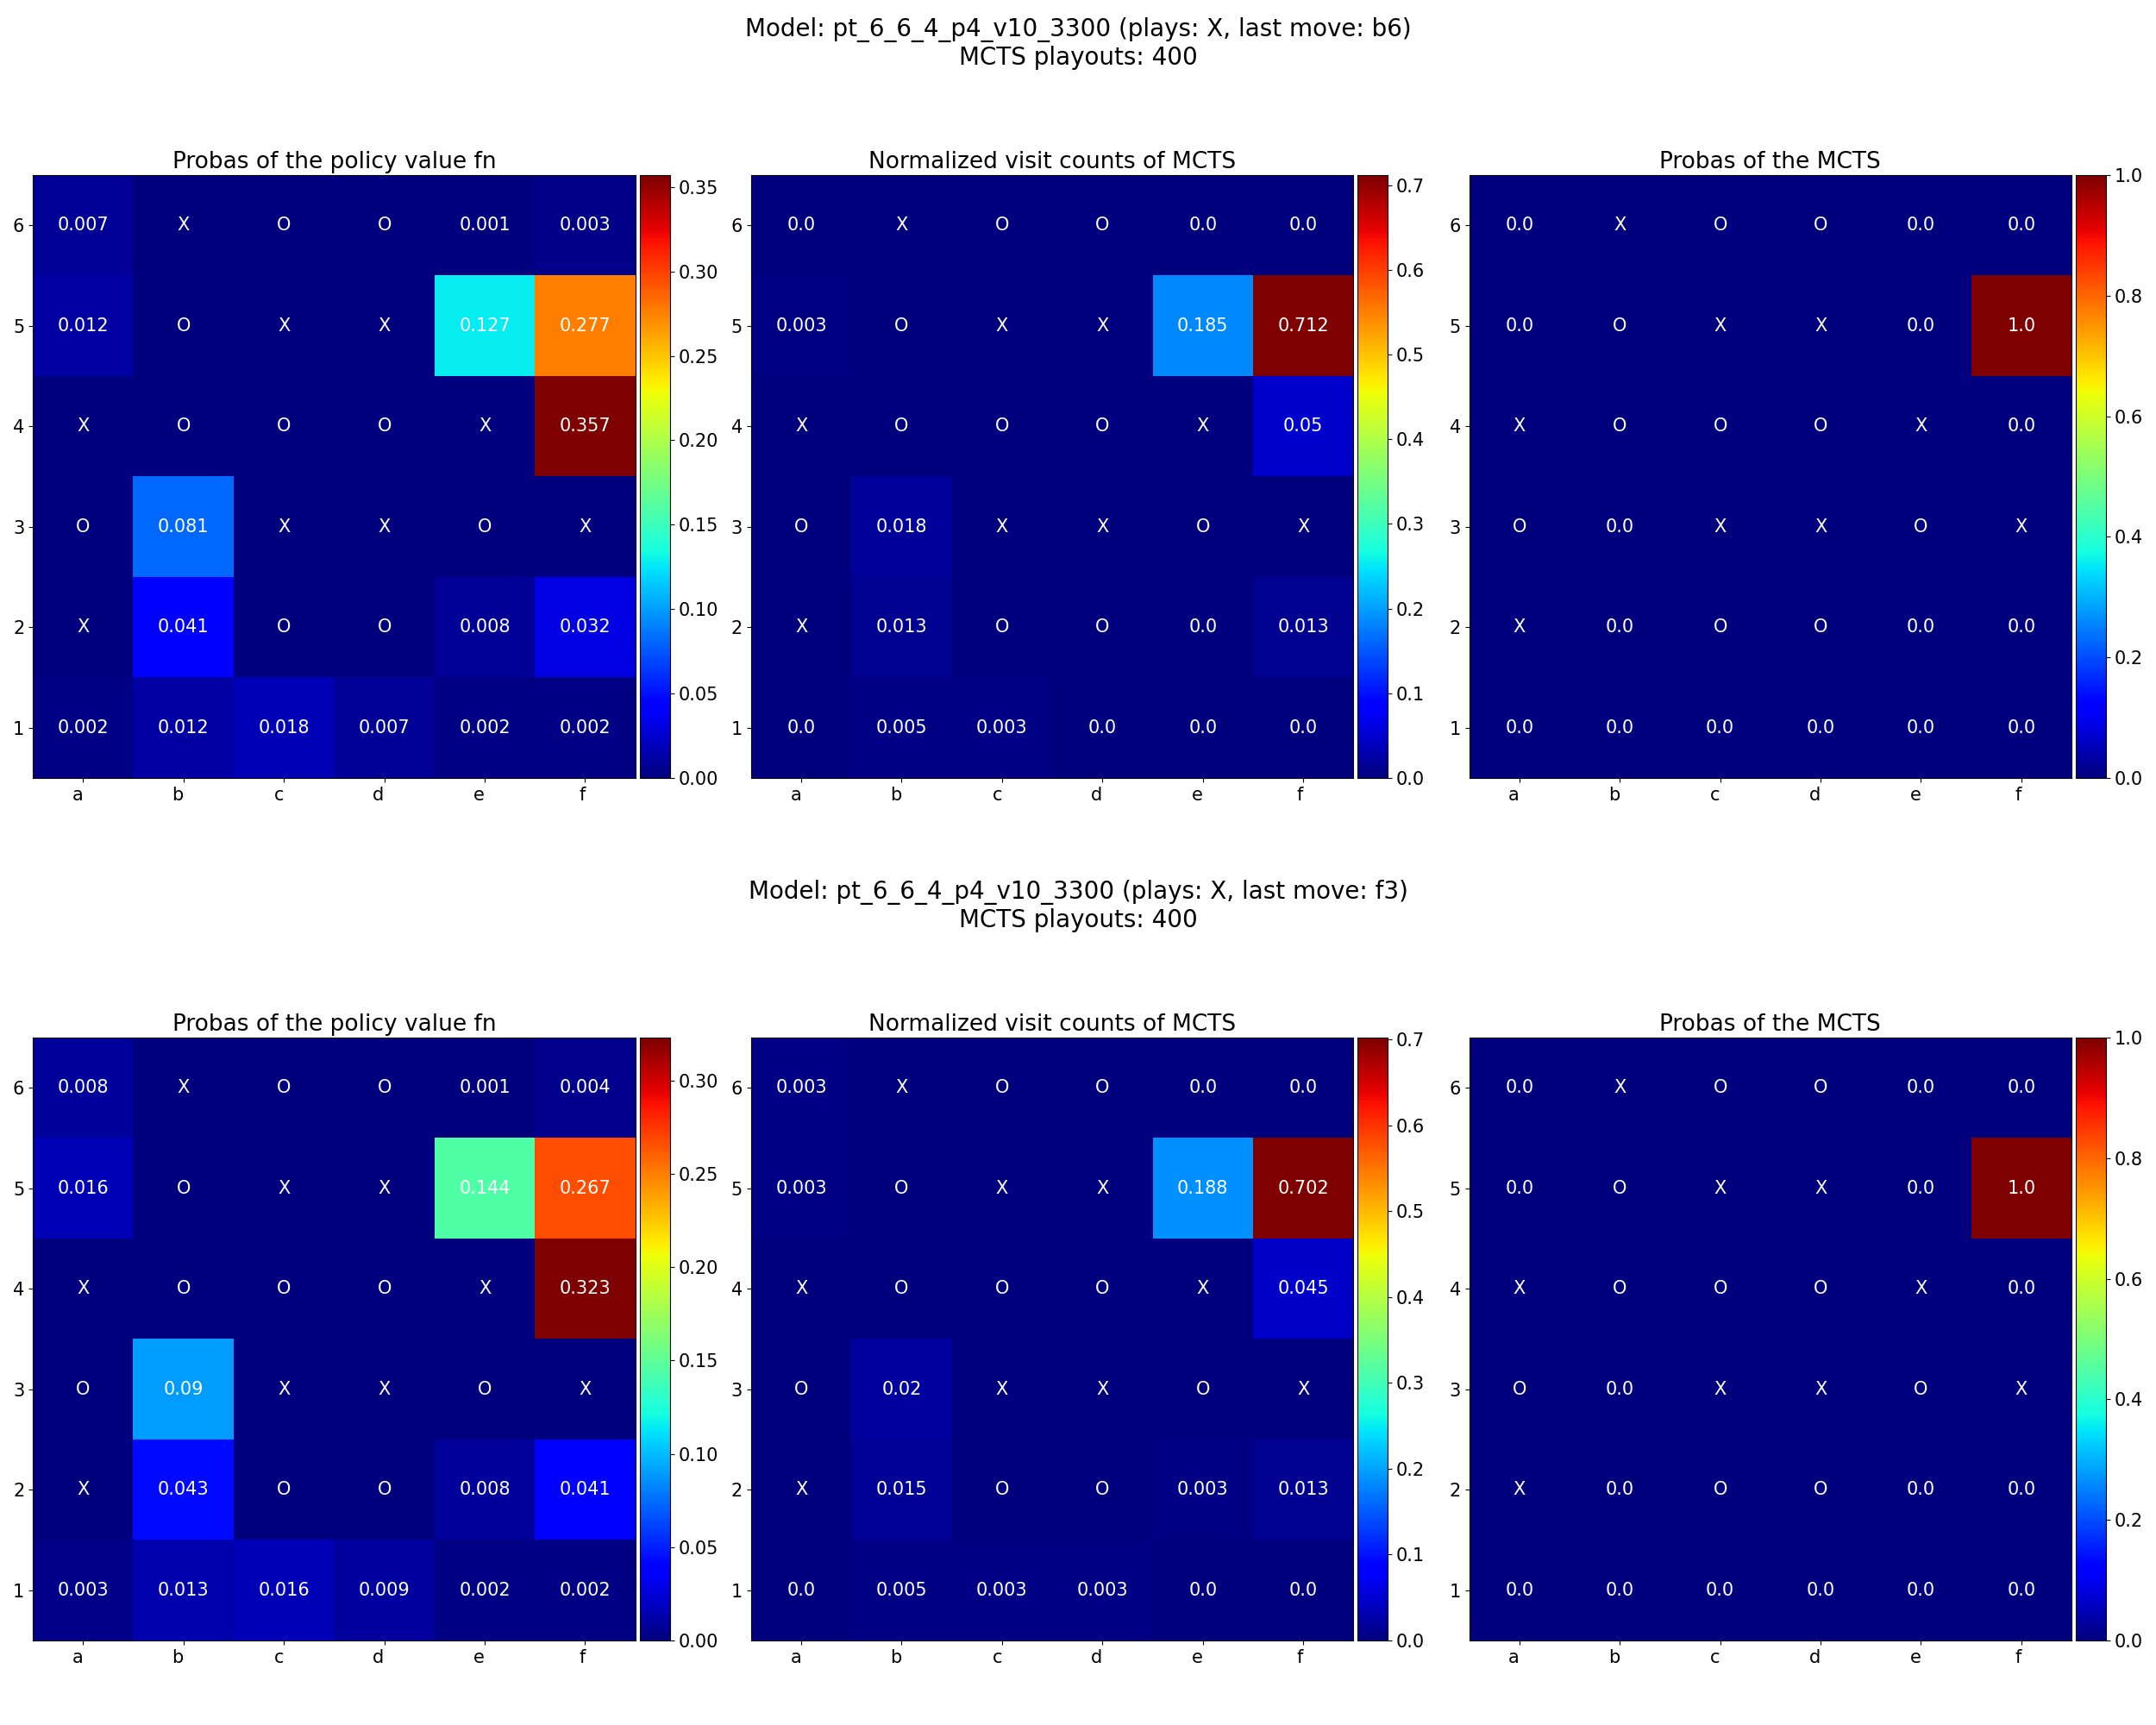 Model: pt_6_6_4_p4_v10_3300 (plays: X, last move: b6)
MCTS playouts: 400
Probas of the policy value fn
6 0.007 X O O 0.001 0.003
5 0.012 O X X 0.127 0.277
4 X O O O X 0.357
3 O 0.081 X X O X
2 X 0.041 O O 0.008 0.032
1 0.002 0.012 0.018 0.007 0.002 0.002
a b c d e f
0.35
0.30
0.25
0.20
0.15
0.10
0.05
0.00
Normalized visit counts of MCTS
6 0.0 X O O 0.0 0.0
5 0.003 O X X 0.185 0.712
4 X O O O X 0.05
3 O 0.018 X X O X
2 X 0.013 O O 0.0 0.013
1 0.0 0.005 0.003 0.0 0.0 0.0
a b c d e f
0.7
0.6
0.5
0.4
0.3
0.2
0.1
0.0
Probas of the MCTS
6 0.0 X O O 0.0 0.0
5 0.0 O X X 0.0 1.0
4 X O O O X 0.0
3 O 0.0 X X O X
2 X 0.0 O O 0.0 0.0
1 0.0 0.0 0.0 0.0 0.0 0.0
a b c d e f
1.0
0.8
0.6
0.4
0.2
0.0
Model: pt_6_6_4_p4_v10_3300 (plays: X, last move: f3)
MCTS playouts: 400
Probas of the policy value fn
6 0.008 X O O 0.001 0.004
5 0.016 O X X 0.144 0.267
4 X O O O X 0.323
3 O 0.09 X X O X
2 X 0.043 O O 0.008 0.041
1 0.003 0.013 0.016 0.009 0.002 0.002
a b c d e f
0.30
0.25
0.20
0.15
0.10
0.05
0.00
Normalized visit counts of MCTS
6 0.003 X O O 0.0 0.0
5 0.003 O X X 0.188 0.702
4 X O O O X 0.045
3 O 0.02 X X O X
2 X 0.015 O O 0.003 0.013
1 0.0 0.005 0.003 0.003 0.0 0.0
a b c d e f
0.7
0.6
0.5
0.4
0.3
0.2
0.1
0.0
Probas of the MCTS
6 0.0 X O O 0.0 0.0
5 0.0 O X X 0.0 1.0
4 X O O O X 0.0
3 O 0.0 X X O X
2 X 0.0 O O 0.0 0.0
1 0.0 0.0 0.0 0.0 0.0 0.0
a b c d e f
1.0
0.8
0.6
0.4
0.2
0.0